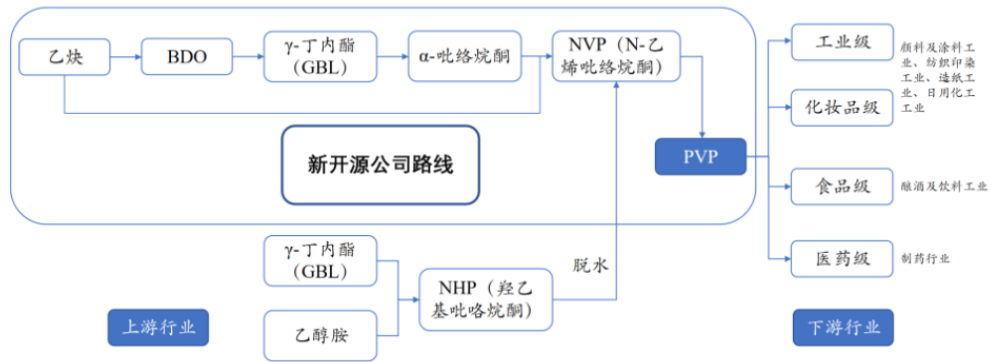 乙炔
BDO
γ-丁内酯
（GBL）
α-吡络烷酮
NVP（N-乙
烯吡络烷酮）
工业级
颜料及涂料工
业、纺织印染
工业、造纸工
业、日用化工
工业
化妆品级
新开源公司路线
PVP
食品级
酿酒及饮料工业
γ-丁内酯
（GBL）
脱水
医药级
制药行业
NHP（羟乙
基吡咯烷酮）
上游行业
乙醇胺
下游行业